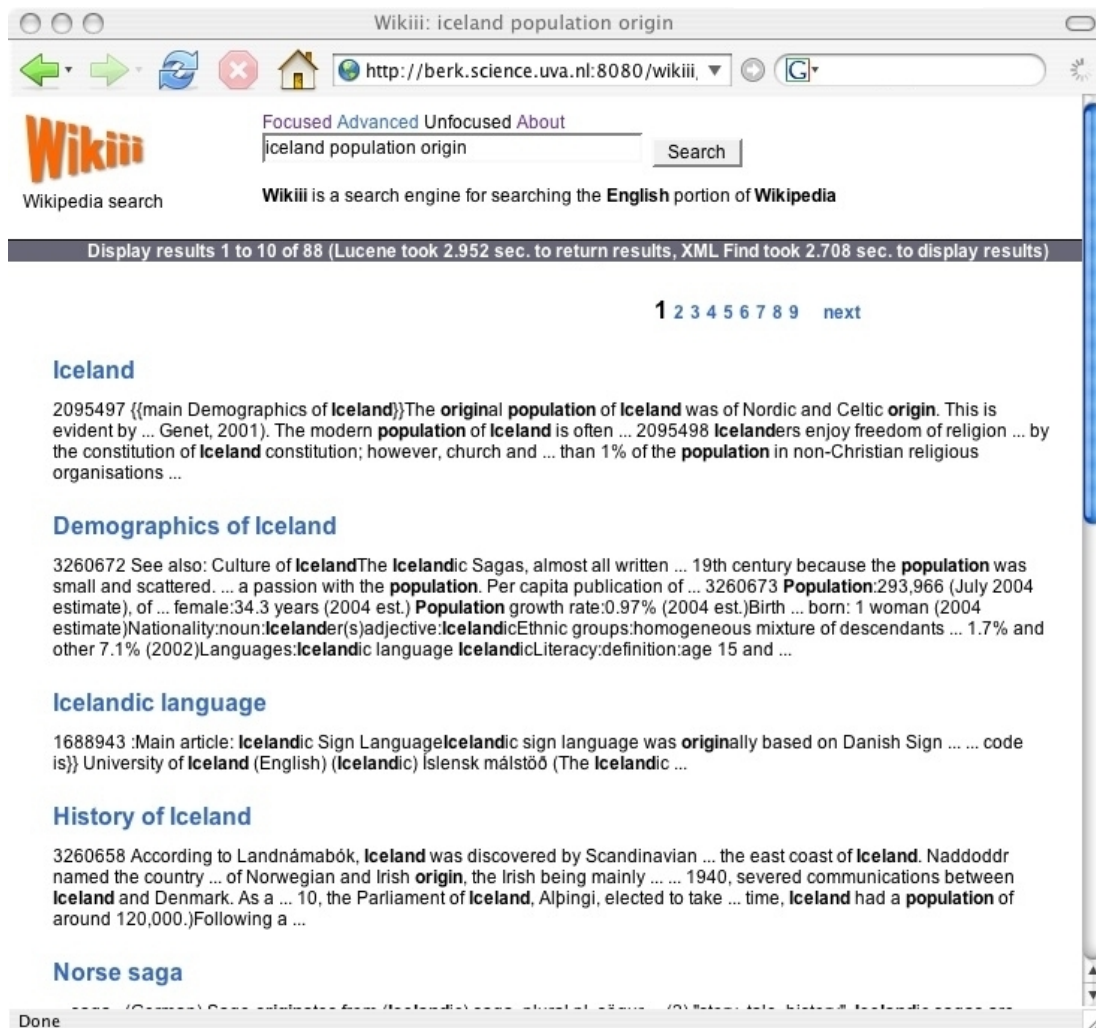 Wikiii: iceland population origin
http://berk.science.uva.nl:8080/wikiii,
G
Wikiii
Wikipedia search
Focused Advanced Unfocused About
iceland population origin
Search
Wikiii is a search engine for searching the English portion of Wikipedia
Display results 1 to 10 of 88 (Lucene took 2.952 sec. to return results, XML Find took 2.708 sec. to display results)
1 2 3 4 5 6 7 8 9 next
Iceland
2095497 {{main Demographics of Iceland}}The original population of Iceland was of Nordic and Celtic origin. This is
evident by ... Genet, 2001). The modern population of Iceland is often ... 2095498 Icelanders enjoy freedom of religion ... by
the constitution of Iceland constitution; however, church and ... than 1% of the population in non-Christian religious
organisations ...
Demographics of Iceland
3260672 See also: Culture of IcelandThe Icelandic Sagas, almost all written ... 19th century because the population was
small and scattered. ... a passion with the population. Per capita publication of ... 3260673 Population:293,966 (July 2004
estimate), of ... female:34.3 years (2004 est.) Population growth rate:0.97% (2004 est.)Birth ... born: 1 woman (2004
estimate)Nationality:noun:Icelander(s)adjective:IcelandicEthnic groups:homogeneous mixture of descendants ... 1.7% and
other 7.1% (2002)Languages:Icelandic language IcelandicLiteracy:definition:age 15 and ...
Icelandic language
1688943 :Main article: Icelandic Sign LanguageIcelandic sign language was originally based on Danish Sign ... ... code
is}} University of Iceland (English) (Icelandic) Íslensk málstöð (The Icelandic ...
History of Iceland
3260658 According to Landnámabók, Iceland was discovered by Scandinavian ... the east coast of Iceland. Naddoddr
named the country ... of Norwegian and Irish origin, the Irish being mainly ... ... 1940, severed communications between
Iceland and Denmark. As a ... 10, the Parliament of Iceland, Alþingi, elected to take ... time, Iceland had a population of
around 120,000.)Following a ...
Norse saga
Done